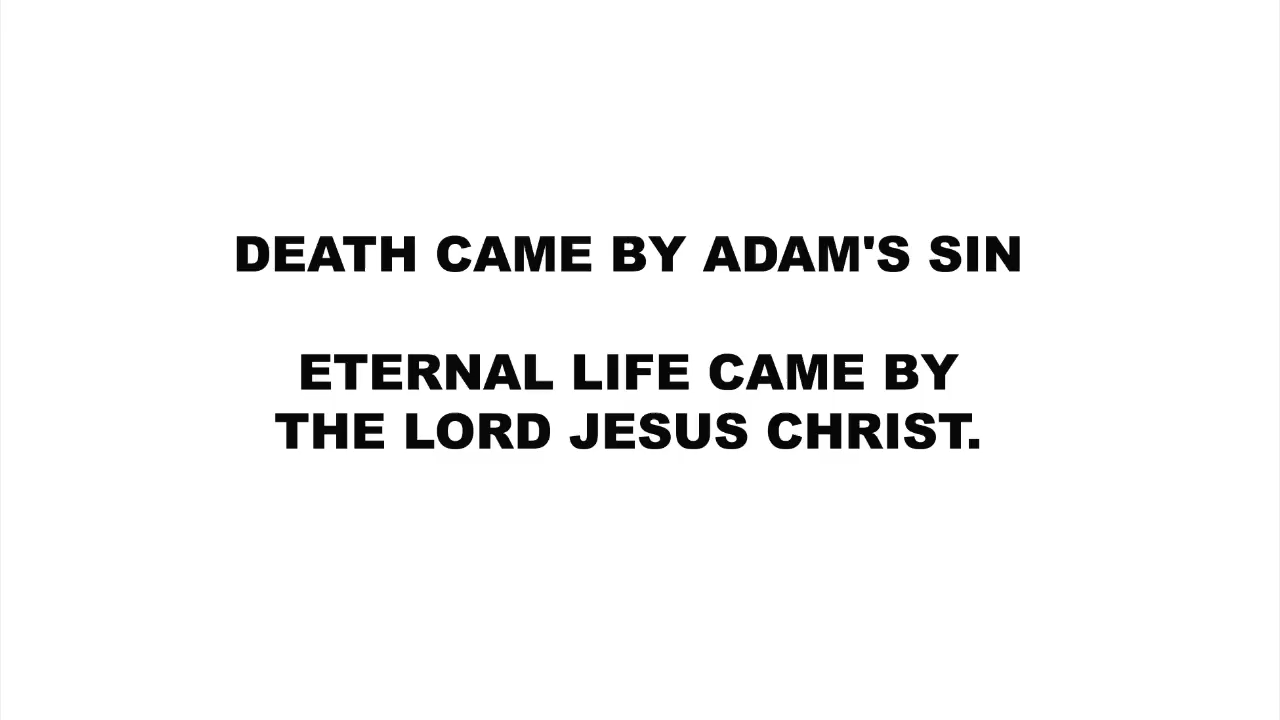 DEATH CAME BY ADAM'S SIN
ETERNAL LIFE CAME BY
THE LORD JESUS CHRIST.